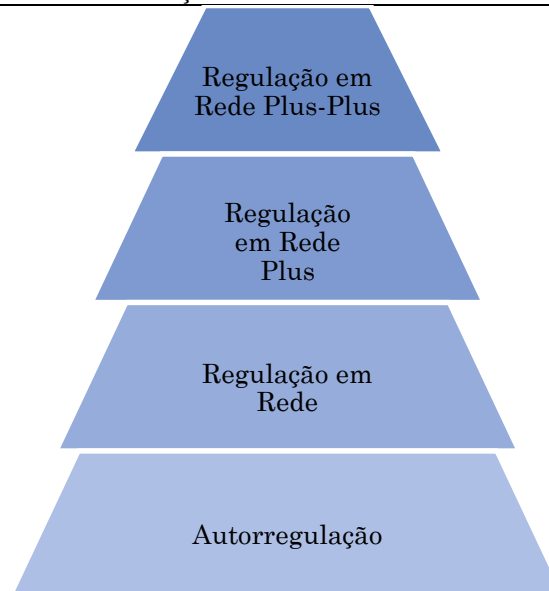 Regulação em
Rede Plus-Plus
Regulação
em Rede
Plus
Regulação em
Rede
Autorregulação